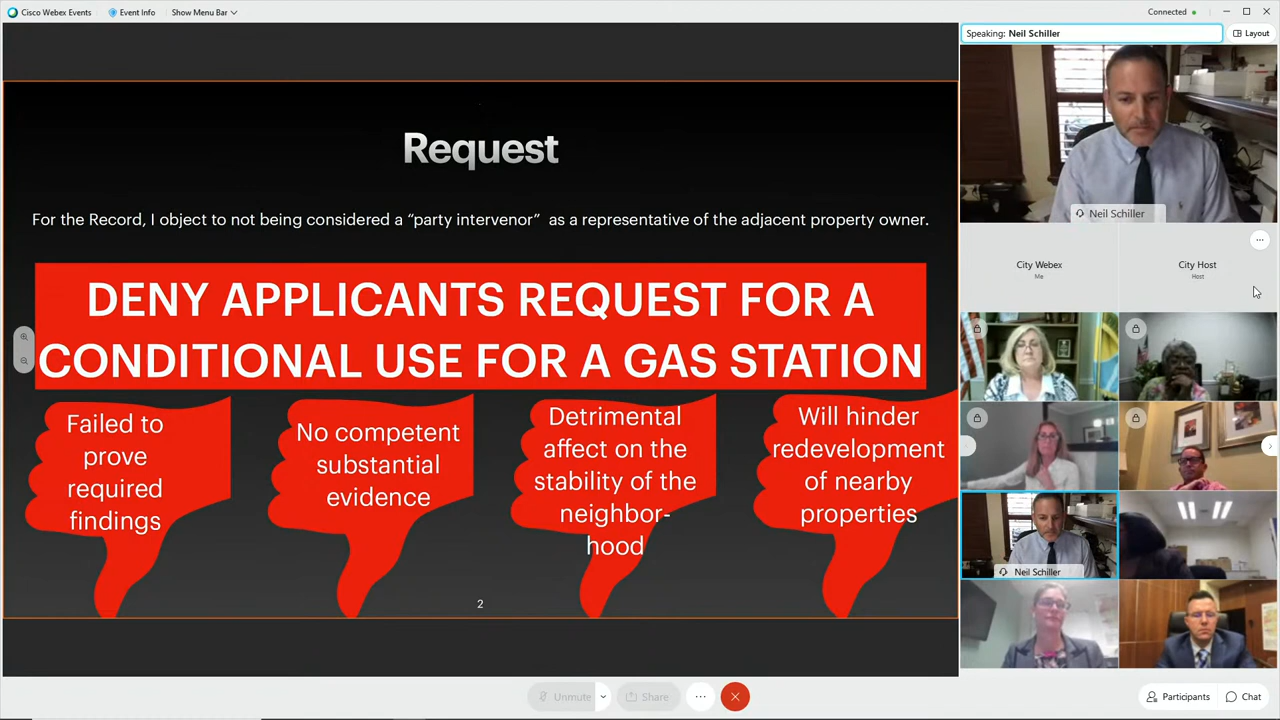 Cisco Webex Events
Event Info
Show Menu Bar
Connected
Speaking: Neil Schiller
Layout
Request
For the Record, I object to not being considered a “party intervenor” as a representative of the adjacent property owner.
DENY APPLICANTS REQUEST FOR A
CONDITIONAL USE FOR A GAS STATION
Failed to
prove
required
findings
No competent
substantial
evidence
Detrimental
affect on the
stability of the
neighbor-
hood
Will hinder
redevelopment
of nearby
properties
2
Neil Schiller
City Webex
Me
City Host
Host
Neil Schiller
Unmute
Share
Participants
Chat